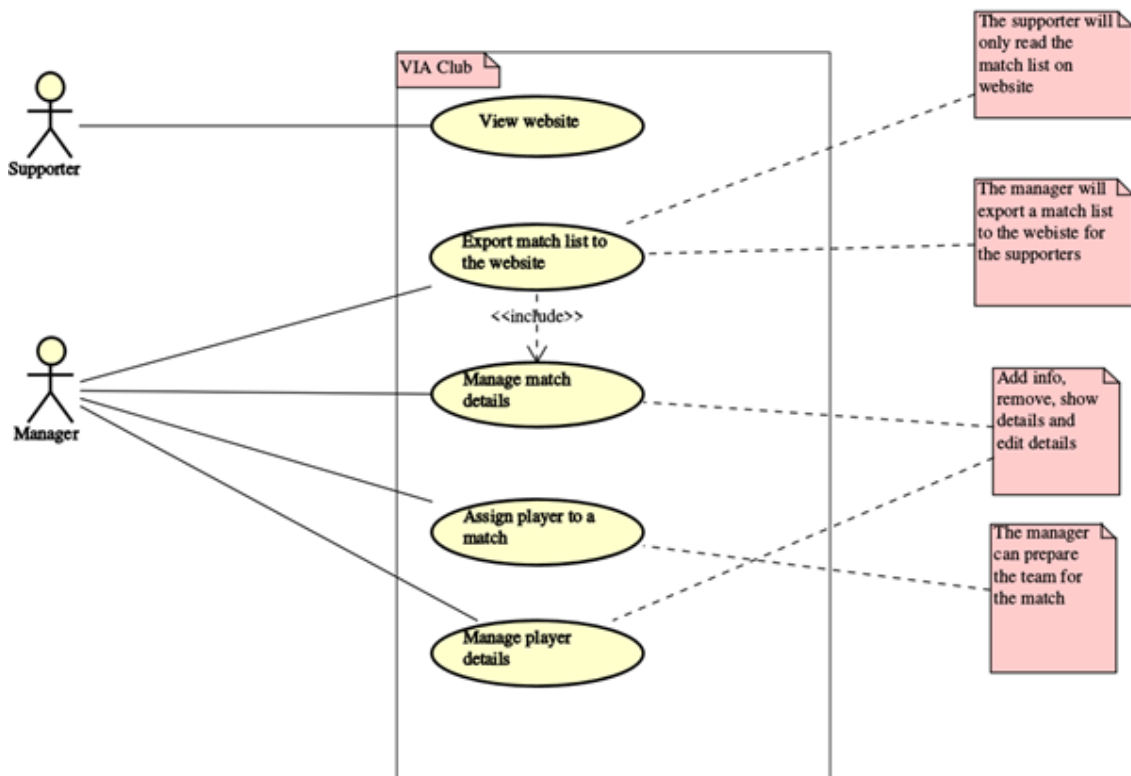 The supporter will
only read the
match list on
website
VIA Club
View website
Supporter
The manager will
export a match list
to the webiste for
the supporters
Export match list to
the website
<<include>>
Manager
Manage match
details
Add info,
remove, show
details and
edit details
Assign player to a
match
The manager
can prepare
the team for
the match
Manage player
details